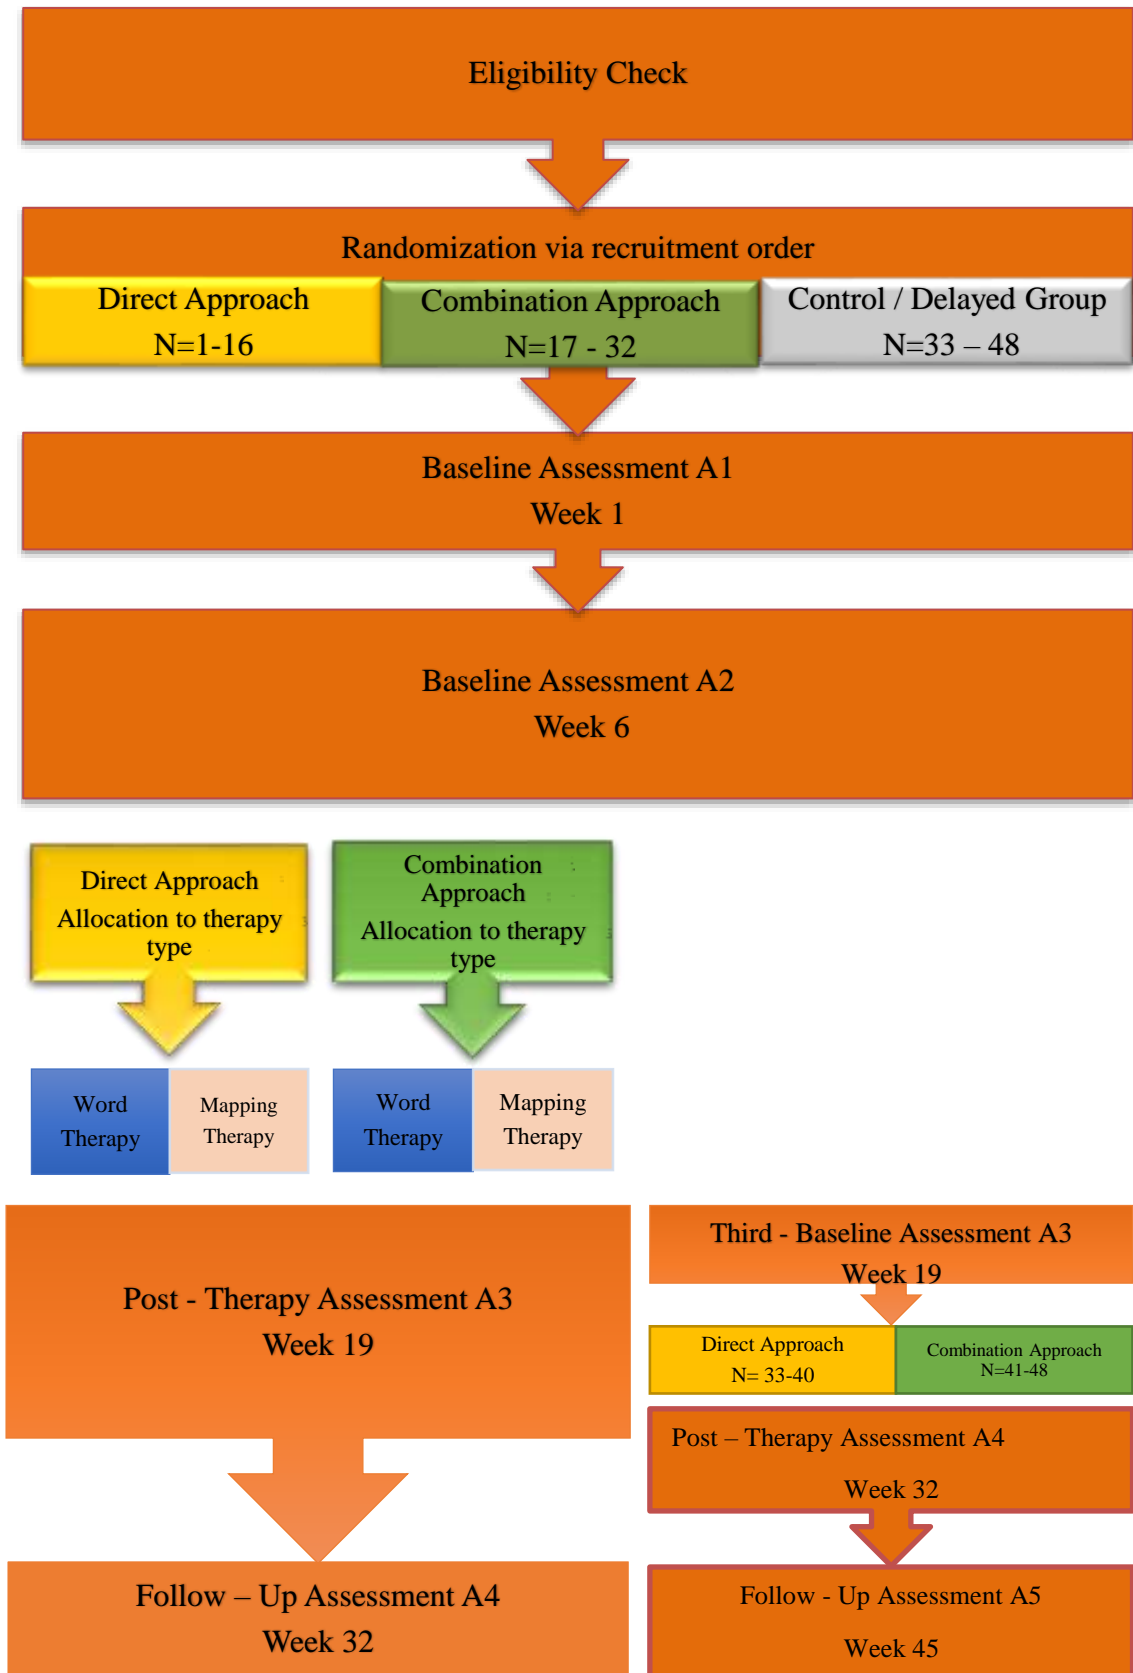 Eligibility Check
Randomization via recruitment order
Direct Approach
N=1-16
Combination Approach
N=17 - 32
Control / Delayed Group
N=33 – 48
Baseline Assessment A1
Week 1
Baseline Assessment A2
Week 6
Direct Approach
Allocation to therapy
type
Combination
Approach
Allocation to therapy
type
Word
Therapy
Mapping
Therapy
Word
Therapy
Mapping
Therapy
Post - Therapy Assessment A3
Week 19
Third - Baseline Assessment A3
Week 19
Direct Approach
N= 33-40
Combination Approach
N=41-48
Post – Therapy Assessment A4
Week 32
Follow – Up Assessment A4
Week 32
Follow - Up Assessment A5
Week 45